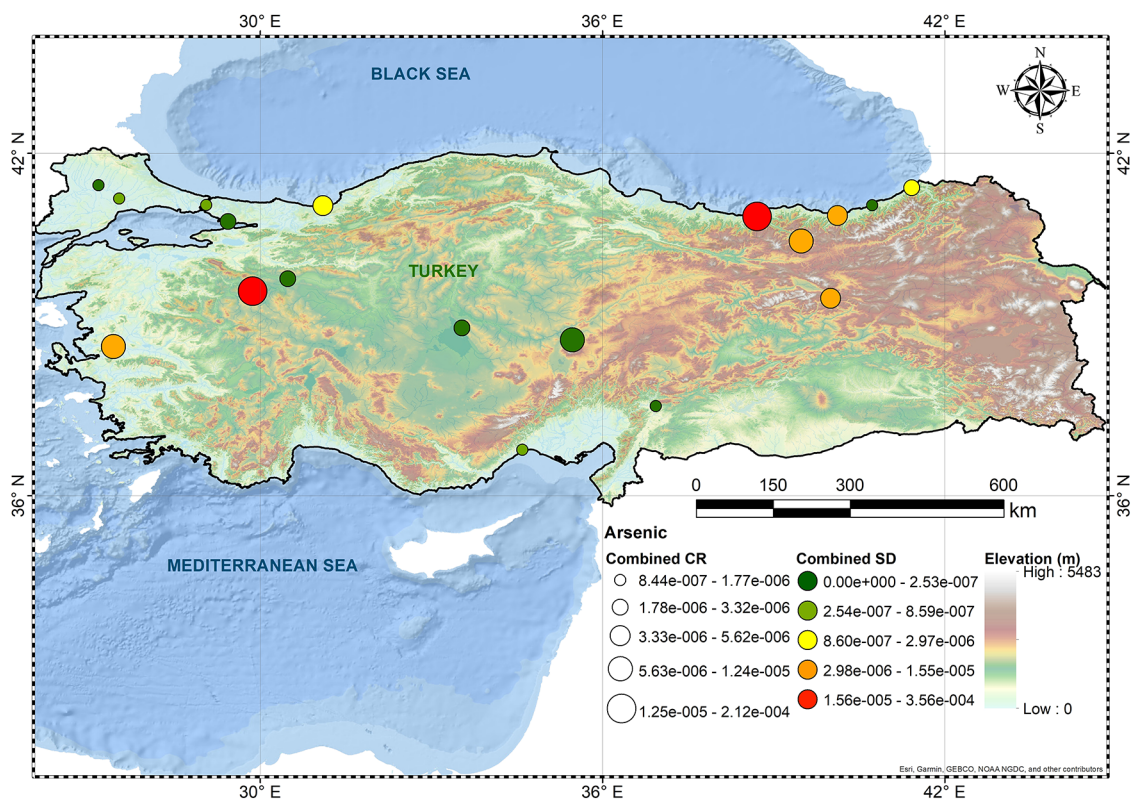 30° E 36° E 42° E
BLACK SEA
N
W E
S
42° N 42° N
TURKEY
36° N 36° N
0 150 300 600
km
MEDITERRANEAN SEA
Arsenic
Combined CR
8.44e-007 - 1.77e-006
1.78e-006 - 3.32e-006
3.33e-006 - 5.62e-006
5.63e-006 - 1.24e-005
1.25e-005 - 2.12e-004
Combined SD
0.00e+000 - 2.53e-007
2.54e-007 - 8.59e-007
8.60e-007 - 2.97e-006
2.98e-006 - 1.55e-005
1.56e-005 - 3.56e-004
Elevation (m)
High : 5483
Low : 0
Esri, Garmin, GEBCO, NOAA NGDC, and other contributors
30° E 36° E 42° E